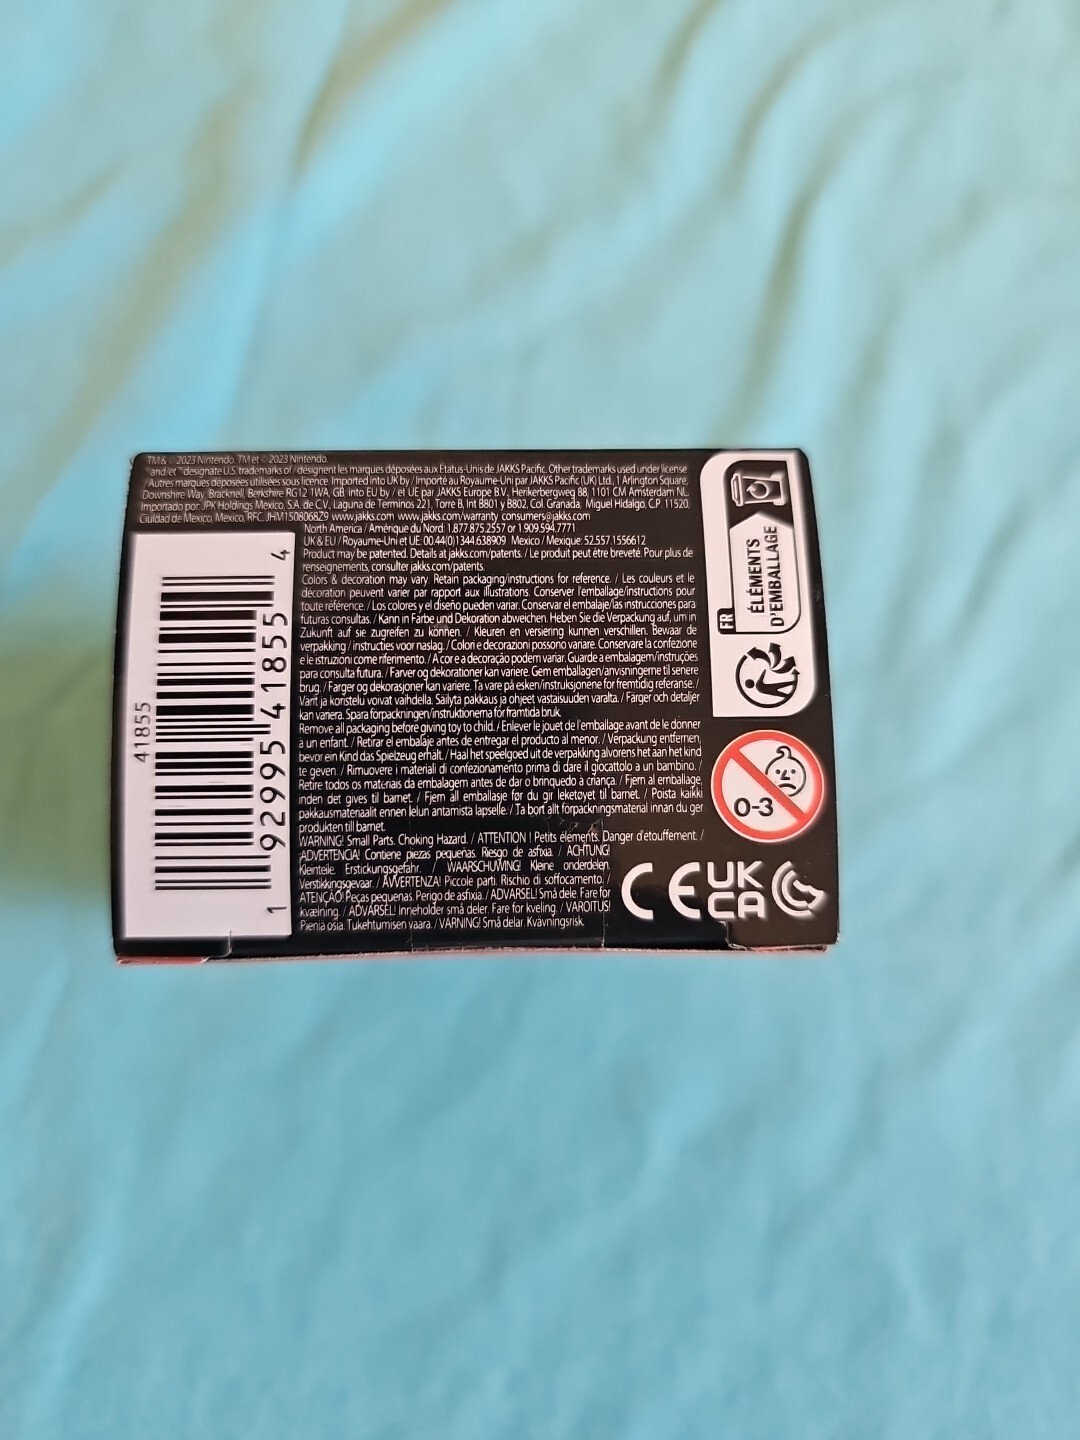 TM & © 2023 Nintendo. TM et © 2023 Nintendo.
™ and/et ™ designate U.S. trademarks of / désignent les marques déposées aux États-Unis de JAKKS Pacific. Other trademarks used under license
/ Autres marques déposées utilisées sous licence. Imported into UK by / Importé au Royaume-Uni par JAKKS Pacific (UK) Ltd., 1 Arlington Square,
Downshire Way, Bracknell, Berkshire RG12 1WA, GB. into EU by / et UE par JAKKS Europe B.V., Herikerbergweg 88, 1101 CM Amsterdam NL.
Importado por: JPK Holdings Mexico, S.A. de C.V., Laguna de Terminos 221, Torre B, Int B801 y B802, Col. Granada, Miguel Hidalgo, C.P. 11520,
Ciuldad de Mexico, Mexico, RFC. JHM1508068Z9 www.jakks.com www.jakks.com/warranty consumers@jakks.com
North America / Amérique du Nord: 1.877.875.2557 or 1.909.594.7771
UK & EU / Royaume-Uni et UE: 00.44(0)1344.638909 Mexico / Mexique: 52.557.1556612
Product may be patented. Details at jakks.com/patents. / Le produit peut être breveté. Pour plus de
renseignements, consulter jakks.com/patents.
Colors & decoration may vary. Retain packaging/instructions for reference. / Les couleurs et le
décoration peuvent varier par rapport aux illustrations. Conserver l'emballage/instructions pour
toute référence. / Los colores y el diseño pueden variar. Conservar el embalaje/las instrucciones para
futuras consultas. / Kann in Farbe und Dekoration abweichen. Heben Sie die Verpackung auf, um in
Zukunft auf sie zugreifen zu können. / Kleuren en versiering kunnen verschillen. Bewaar de
verpakking / instructies voor naslag. / Colori e decorazioni possono variare. Conservare la confezione
e le istruzioni come riferimento. / A cor e a decoração podem variar. Guarde a embalagem/instruções
para consulta futura. / Farver og dekorationer kan variere. Gem emballagen/anvisningerne til senere
brug. / Farger og dekorasjoner kan variere. Ta vare på esken/instruksjonene for fremtidig referanse. /
Värit ja koristelu voivat vaihdella. Säilytä pakkaus ja ohjeet vastaisuuden varalta. / Färger och detaljer
kan variera. Spara förpackningen/instruktionerna för framtida bruk.
Remove all packaging before giving toy to child. / Enlever le jouet de l'emballage avant de le donner
à un enfant. / Retirar el embalaje antes de entregar el producto al menor. / Verpackung entfernen,
bevor ein Kind das Spielzeug erhält. / Haal het speelgoed uit de verpakking alvorens het aan het kind
te geven. / Rimuovere i materiali di confezionamento prima di dare il giocattolo a un bambino. /
Retire todos os materiais da embalagem antes de dar o brinquedo à criança. / Fjern al emballage,
inden det gives til barnet. / Fjern all emballasje før du gir leketøyet til barnet. / Poista kaikki
pakkausmateriaalit ennen lelun antamista lapselle. / Ta bort allt förpackningsmaterial innan du ger
produkten till barnet.
WARNING! Small Parts. Choking Hazard. / ATTENTION ! Petits éléments. Danger d'étouffement. /
¡ADVERTENCIA! Contiene piezas pequeñas. Riesgo de asfixia. / ACHTUNG!
Kleinteile. Erstickungsgefahr. / WAARSCHUWING! Kleine onderdelen.
Verstikkingsgevaar. / AVVERTENZA! Piccole parti. Rischio di soffocamento. /
ATENÇÃO: Peças pequenas. Perigo de asfixia. / ADVARSEL! Små dele. Fare for
kvælning. / ADVARSEL! Inneholder små deler. Fare for kveling. / VAROITUS!
Pieniä osia. Tukehtumisen vaara. / VARNING! Små delar. Kvävningsrisk.
41855
1 92995 41855 4
FR
ÉLÉMENTS
D'EMBALLAGE
0-3
CE
UK
CA